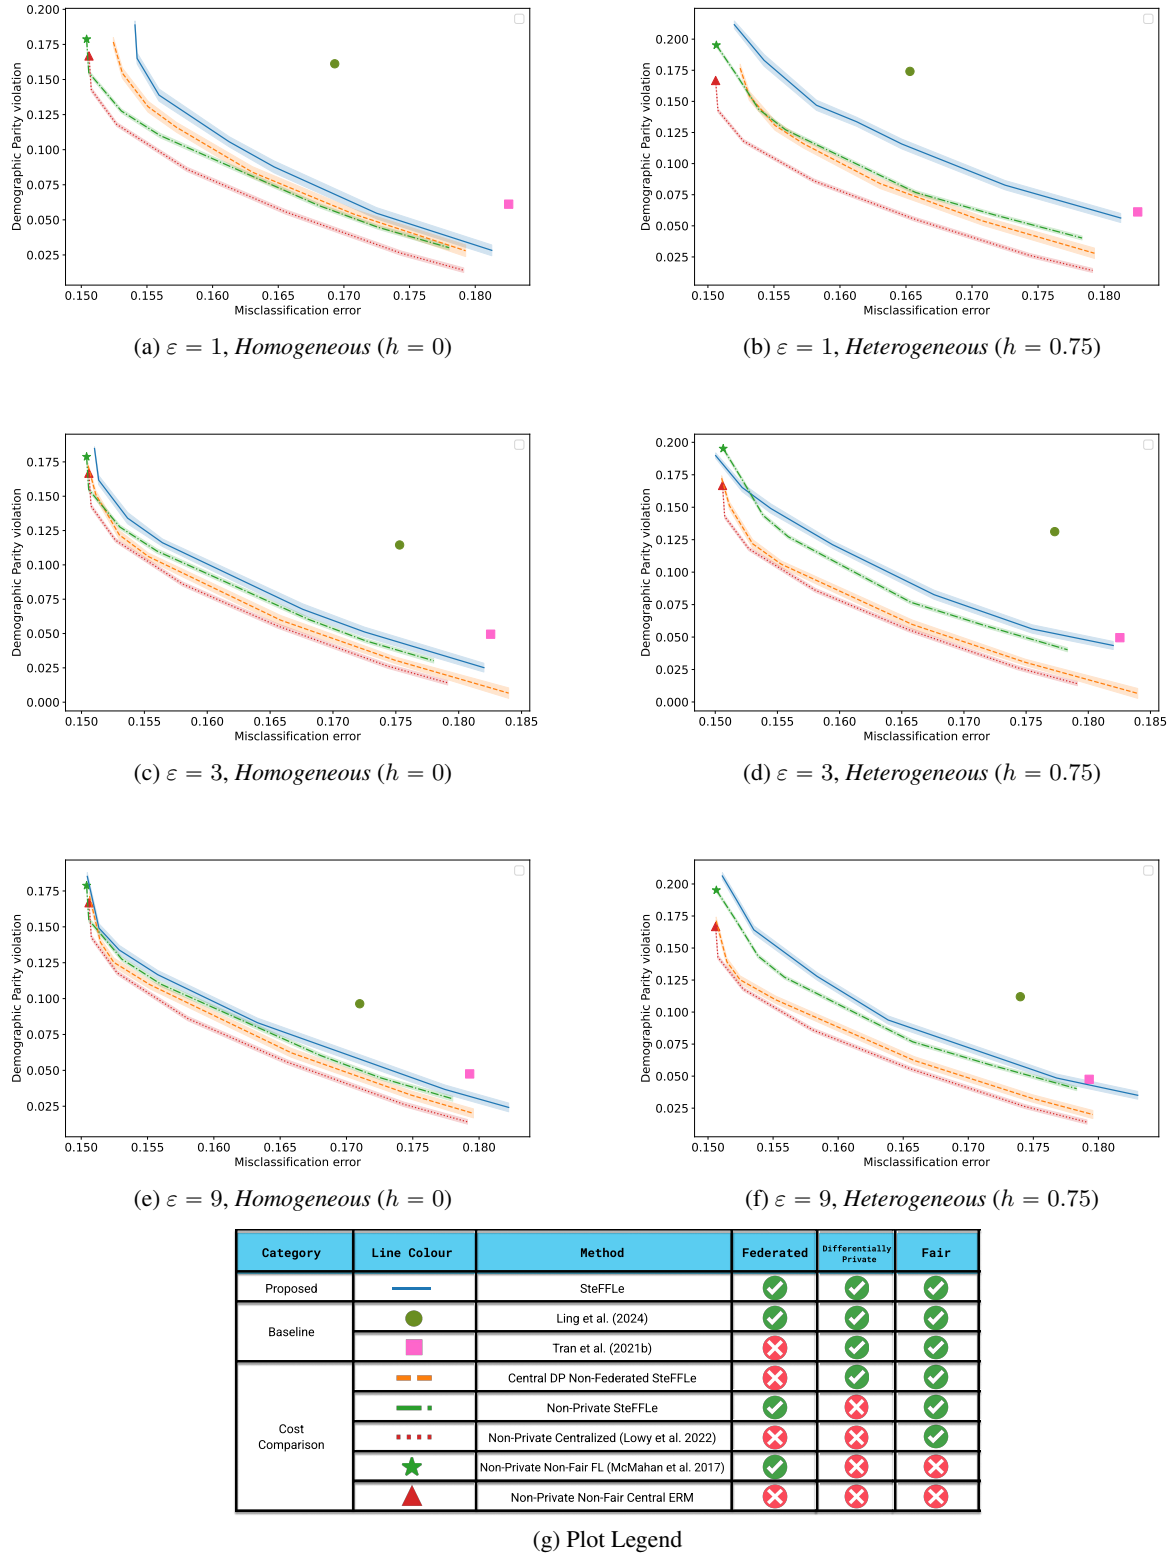 0.200
0.175
0.150
0.125
0.100
0.075
0.050
0.025
Demographic Parity violation
0.150 0.155 0.160 0.165 0.170 0.175 0.180
Misclassification error
(a) ε = 1, Homogeneous (h = 0)
0.200
0.175
0.150
0.125
0.100
0.075
0.050
0.025
Demographic Parity violation
0.150 0.155 0.160 0.165 0.170 0.175 0.180
Misclassification error
(b) ε = 1, Heterogeneous (h = 0.75)
0.175
0.150
0.125
0.100
0.075
0.050
0.025
0.000
Demographic Parity violation
0.150 0.155 0.160 0.165 0.170 0.175 0.180 0.185
Misclassification error
(c) ε = 3, Homogeneous (h = 0)
0.200
0.175
0.150
0.125
0.100
0.075
0.050
0.025
0.000
Demographic Parity violation
0.150 0.155 0.160 0.165 0.170 0.175 0.180 0.185
Misclassification error
(d) ε = 3, Heterogeneous (h = 0.75)
0.175
0.150
0.125
0.100
0.075
0.050
0.025
Demographic Parity violation
0.150 0.155 0.160 0.165 0.170 0.175 0.180
Misclassification error
(e) ε = 9, Homogeneous (h = 0)
0.200
0.175
0.150
0.125
0.100
0.075
0.050
0.025
Demographic Parity violation
0.150 0.155 0.160 0.165 0.170 0.175 0.180
Misclassification error
(f) ε = 9, Heterogeneous (h = 0.75)
Category Line Colour Method Federated Differentially Private Fair
Proposed SteFFLe
Baseline Ling et al. (2024)
Tran et al. (2021b)
Cost Comparison Central DP Non-Federated SteFFLe
Non-Private SteFFLe
Non-Private Centralized (Lowy et al. 2022)
Non-Private Non-Fair FL (McMahan et al. 2017)
Non-Private Non-Fair Central ERM
(g) Plot Legend